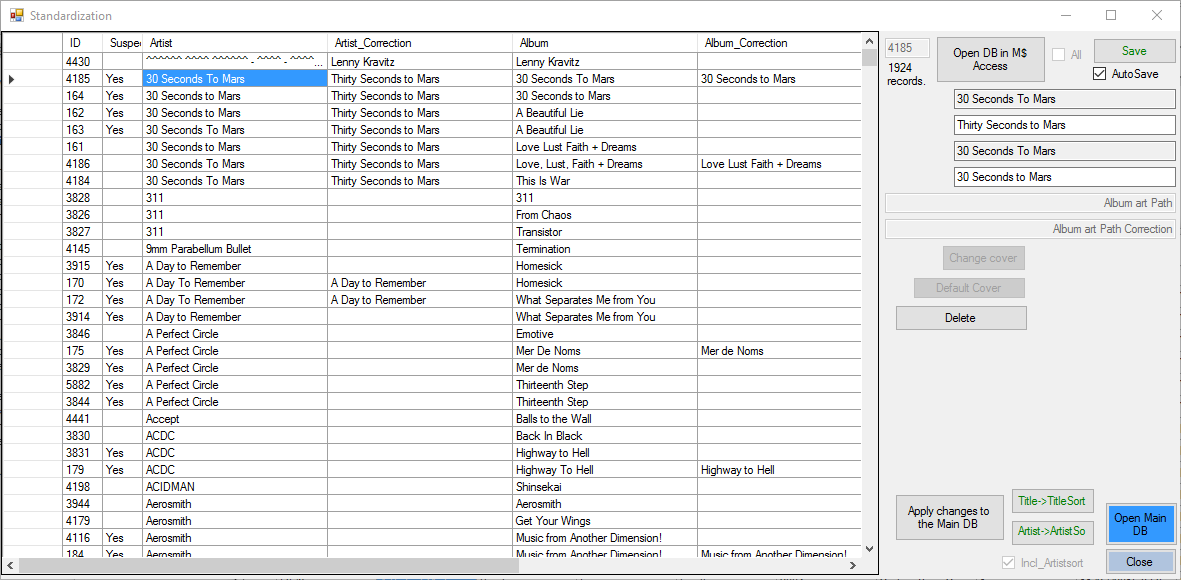 Standardization
ID Suspec Artist Artist_Correction Album Album_Correction
4430 ^^^^^^ ^^^^ ^^^^^^ - ^^^^ - ^^^^... Lenny Kravitz Lenny Kravitz
4185 Yes 30 Seconds To Mars Thirty Seconds to Mars 30 Seconds To Mars 30 Seconds to Mars
164 Yes 30 Seconds to Mars Thirty Seconds to Mars 30 Seconds to Mars
162 Yes 30 Seconds to Mars Thirty Seconds to Mars A Beautiful Lie
163 Yes 30 Seconds To Mars Thirty Seconds to Mars A Beautiful Lie
161 30 Seconds to Mars Thirty Seconds to Mars Love Lust Faith + Dreams
4186 30 Seconds To Mars Thirty Seconds to Mars Love, Lust, Faith + Dreams Love Lust Faith + Dreams
4184 30 Seconds To Mars Thirty Seconds to Mars This Is War
3828 311 311
3826 311 From Chaos
3827 311 Transistor
4145 9mm Parabellum Bullet Termination
3915 Yes A Day to Remember Homesick
170 Yes A Day To Remember A Day to Remember Homesick
172 Yes A Day To Remember A Day to Remember What Separates Me from You
3914 Yes A Day to Remember What Separates Me from You
3846 A Perfect Circle Emotive
175 Yes A Perfect Circle Mer De Noms Mer de Noms
3829 Yes A Perfect Circle Mer de Noms
5882 Yes A Perfect Circle Thirteenth Step
3844 Yes A Perfect Circle Thirteenth Step
4441 Accept Balls to the Wall
3830 ACDC Back In Black
3831 Yes ACDC Highway to Hell
179 Yes ACDC Highway To Hell Highway to Hell
4198 ACIDMAN Shinsekai
3944 Aerosmith Aerosmith
4179 Aerosmith Get Your Wings
4116 Yes Aerosmith Music from Another Dimension!
184 Yes Aerosmith Music from Another Dimension! Music from Another Dimension!
4185
1924
records.
Open DB in M$
Access
All
Save
AutoSave
30 Seconds To Mars
Thirty Seconds to Mars
30 Seconds To Mars
30 Seconds to Mars
Album art Path
Album art Path Correction
Change cover
Default Cover
Delete
Apply changes to
the Main DB
Title->TitleSort
Artist->ArtistSo
Open Main
DB
Incl_Artistsort
Close